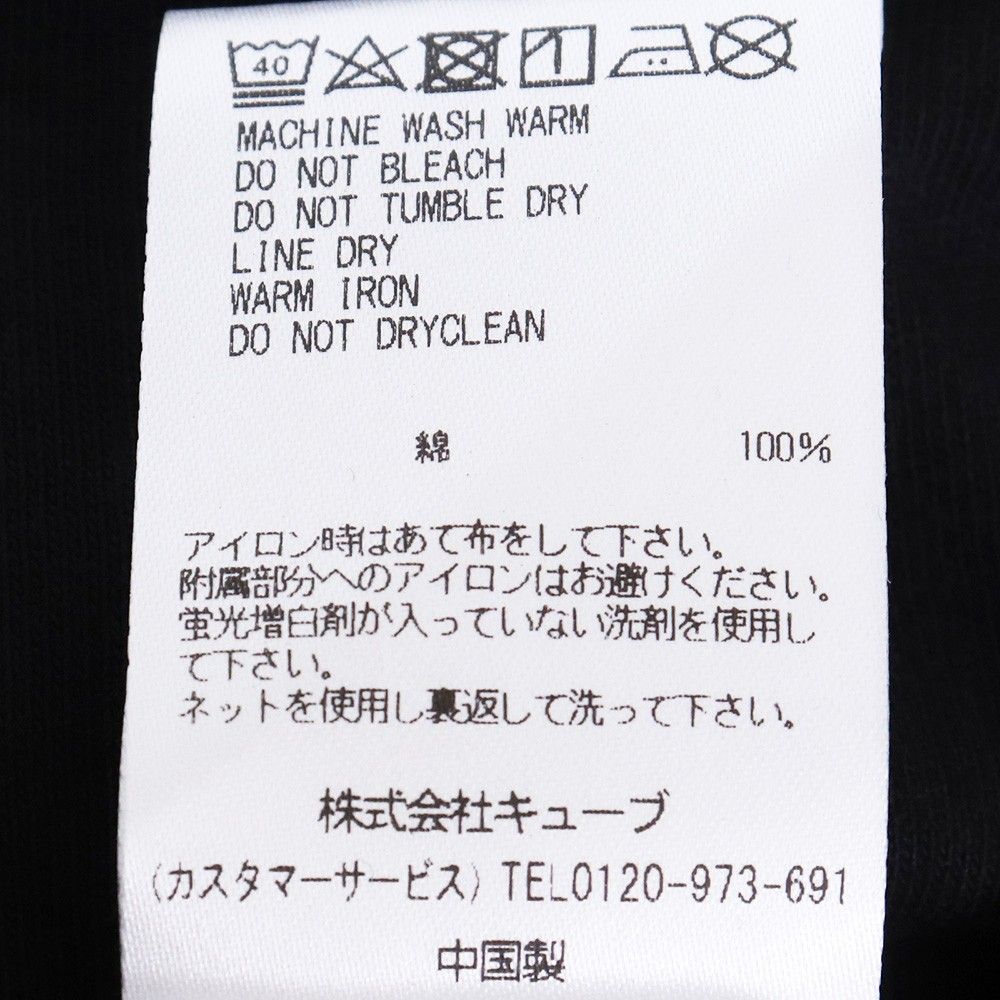 40
MACHINE WASH WARM
DO NOT BLEACH
DO NOT TUMBLE DRY
LINE DRY
WARM IRON
DO NOT DRYCLEAN
綿 100%
アイロン時はあて布をして下さい。
附属部分へのアイロンはお避けください。
蛍光増白剤が入っていない洗剤を使用し
て下さい。
ネットを使用し裏返して洗って下さい。
株式会社キューブ
(カスタマーサービス) TEL0120-973-691
中国製